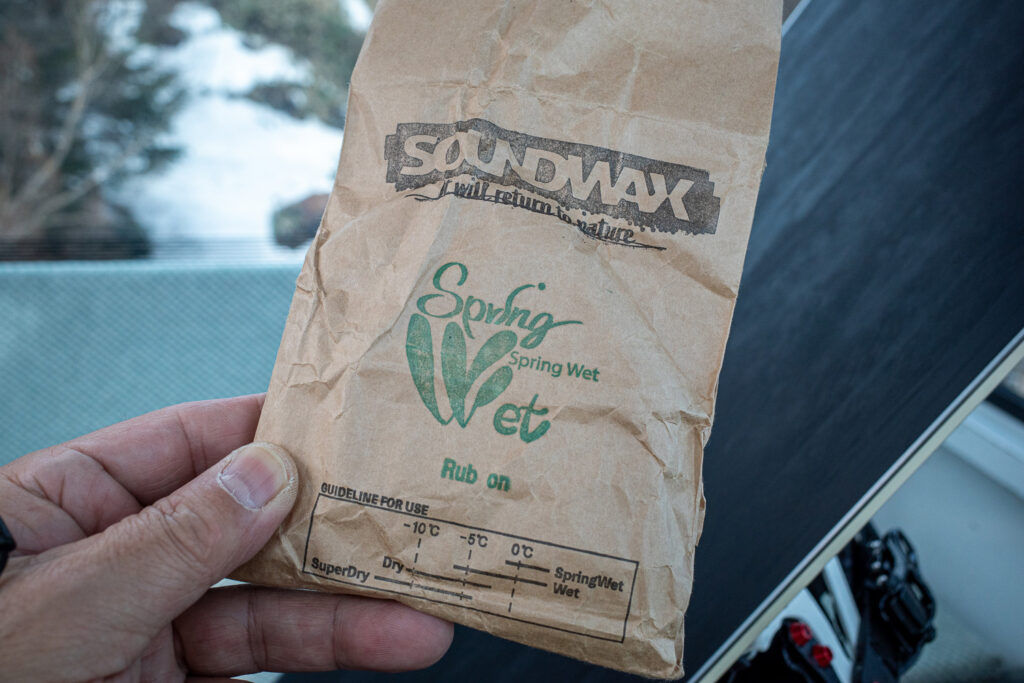 SOUNDWAX
I will return to nature
Spring
Spring Wet
Wet
Rub on
GUIDELINE FOR USE
-10℃ -5℃ 0℃
Dry SpringWet
SuperDry Wet